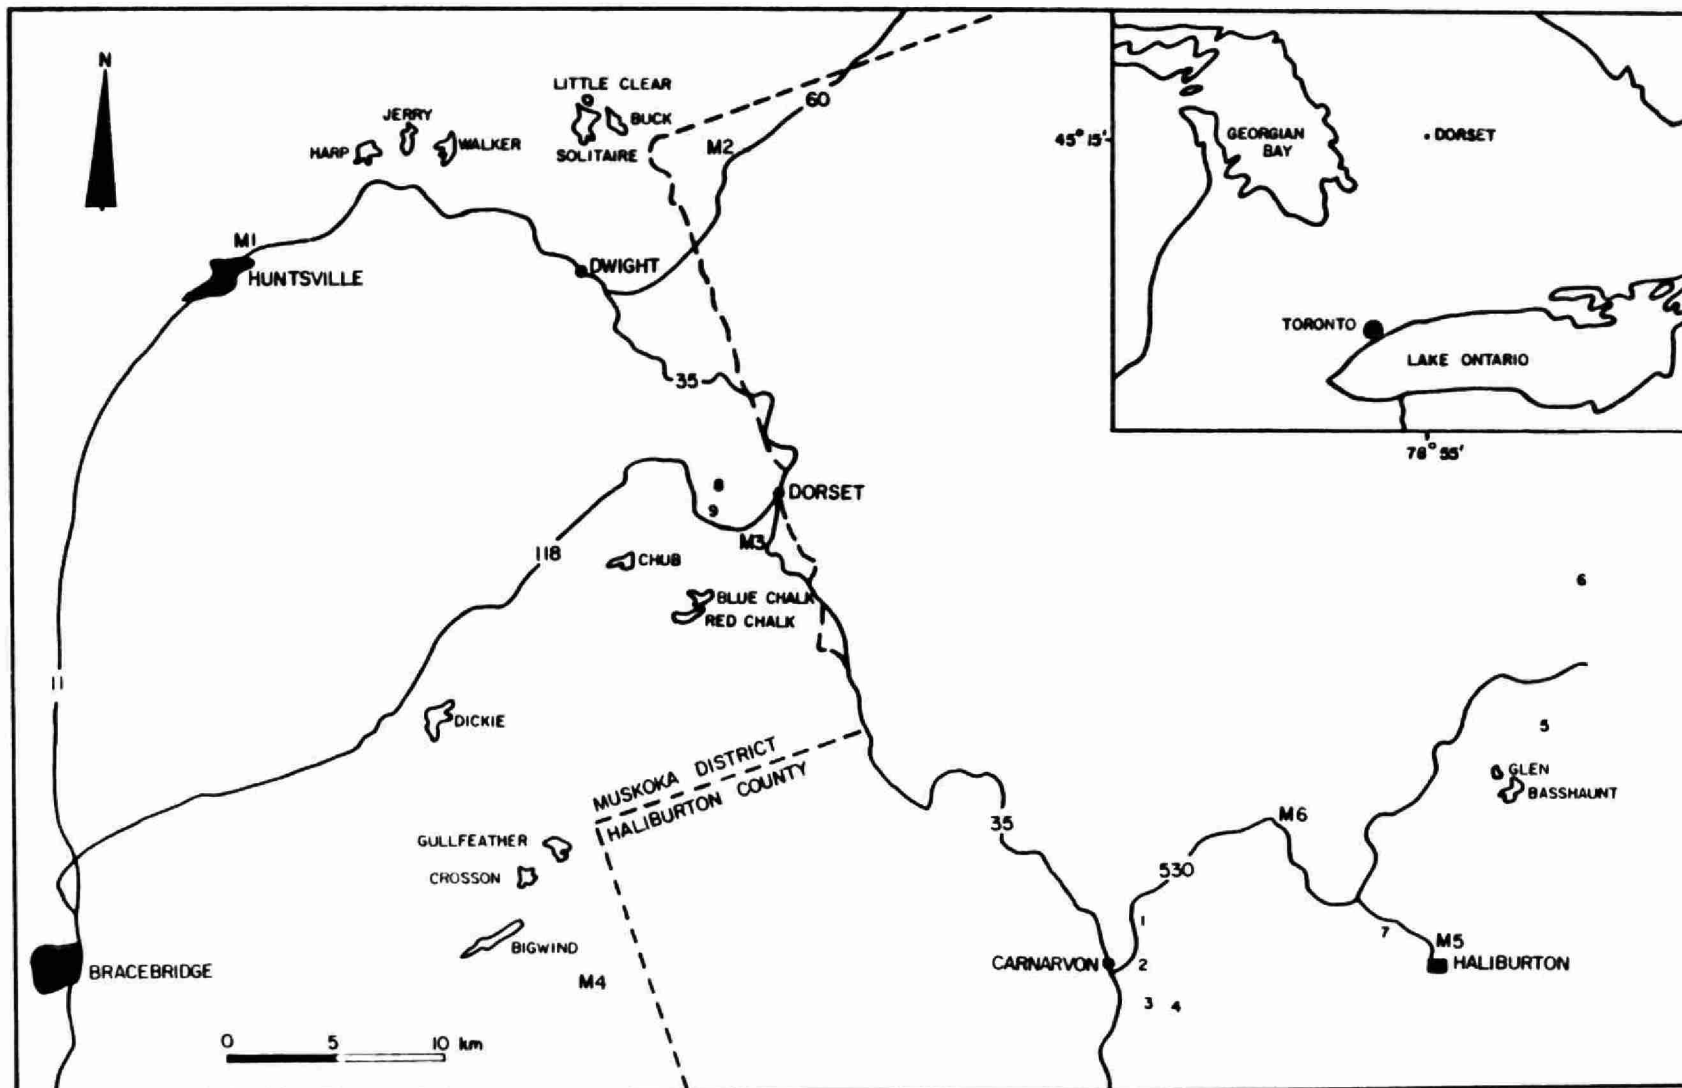 N
LITTLE CLEAR
JERRY
BUCK
HARP
WALKER
SOLITAIRE
60
M2
M1
HUNTSVILLE
DWIGHT
35
8
9
DORSET
M3
118
CHUB
BLUE CHALK
RED CHALK
11
DICKIE
MUSKOKA DISTRICT
HALIBURTON COUNTY
GULLFEATHER
CROSSON
BIGWIND
M4
BRACEBRIDGE
0 5 10 km
6
5
GLEN
BASSHAUNT
35
M6
530
1
7
M5
CARNARVON
2
HALIBURTON
3 4
45° 15'
GEORGIAN
BAY
DORSET
TORONTO
LAKE ONTARIO
78° 55'